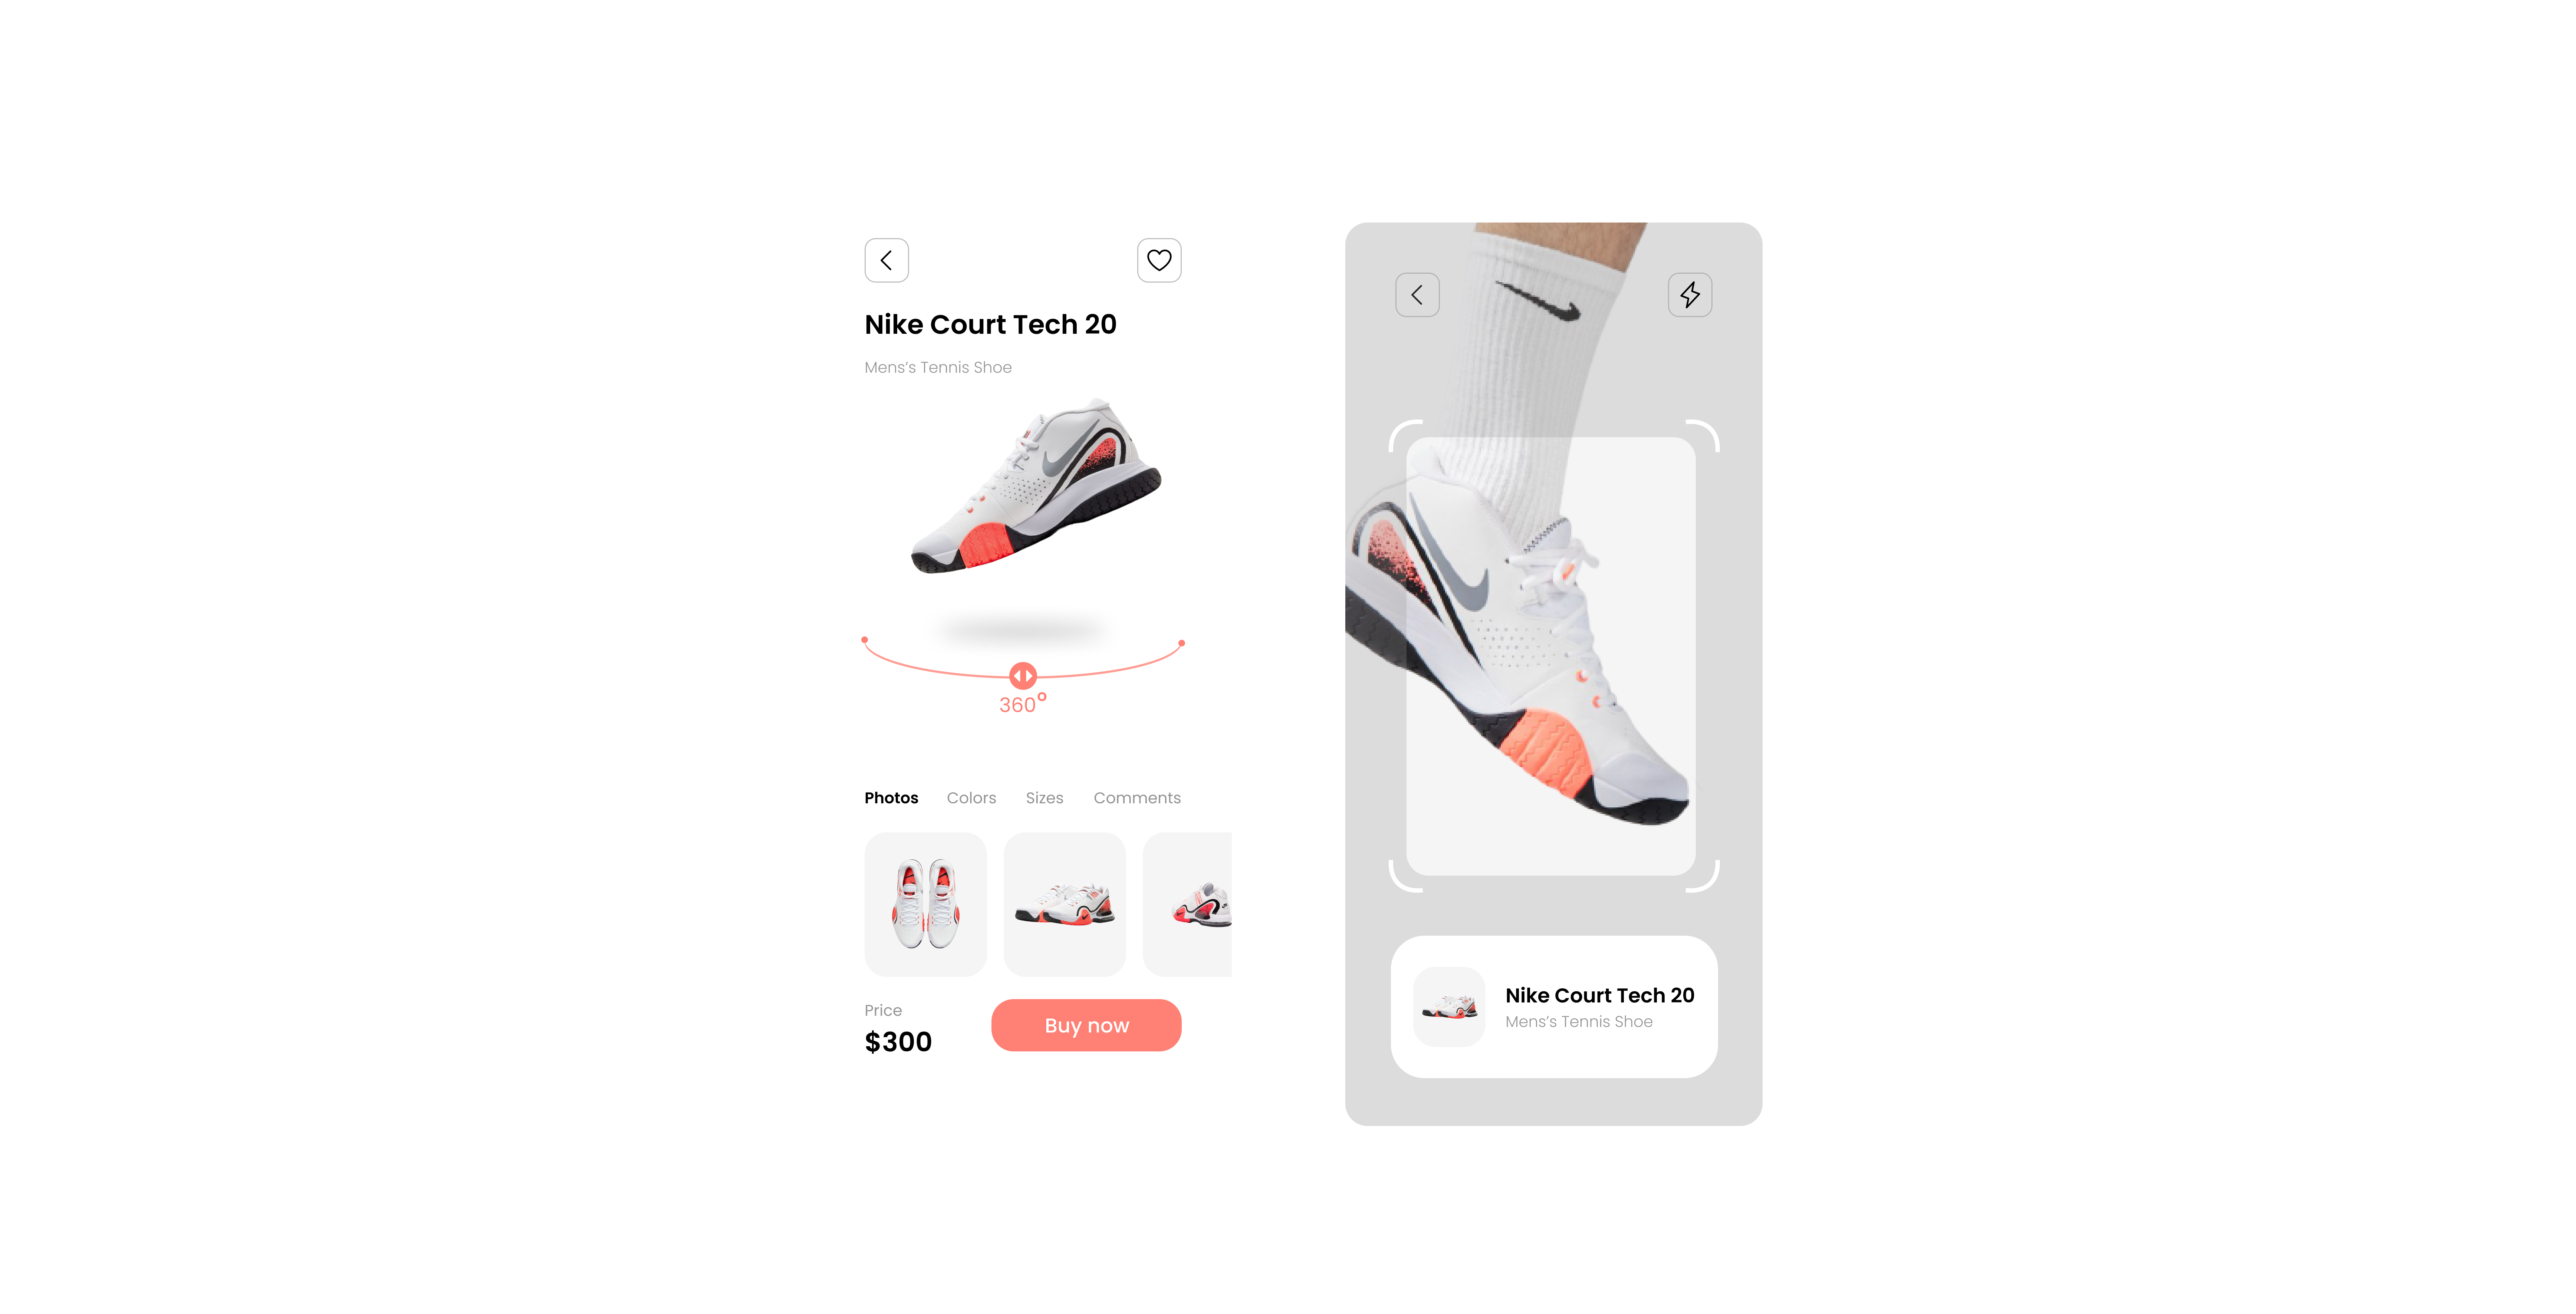 Nike Court Tech 20
Mens's Tennis Shoe
360°
Photos Colors Sizes Comments
Price
$300
Buy now
Nike Court Tech 20
Mens's Tennis Shoe